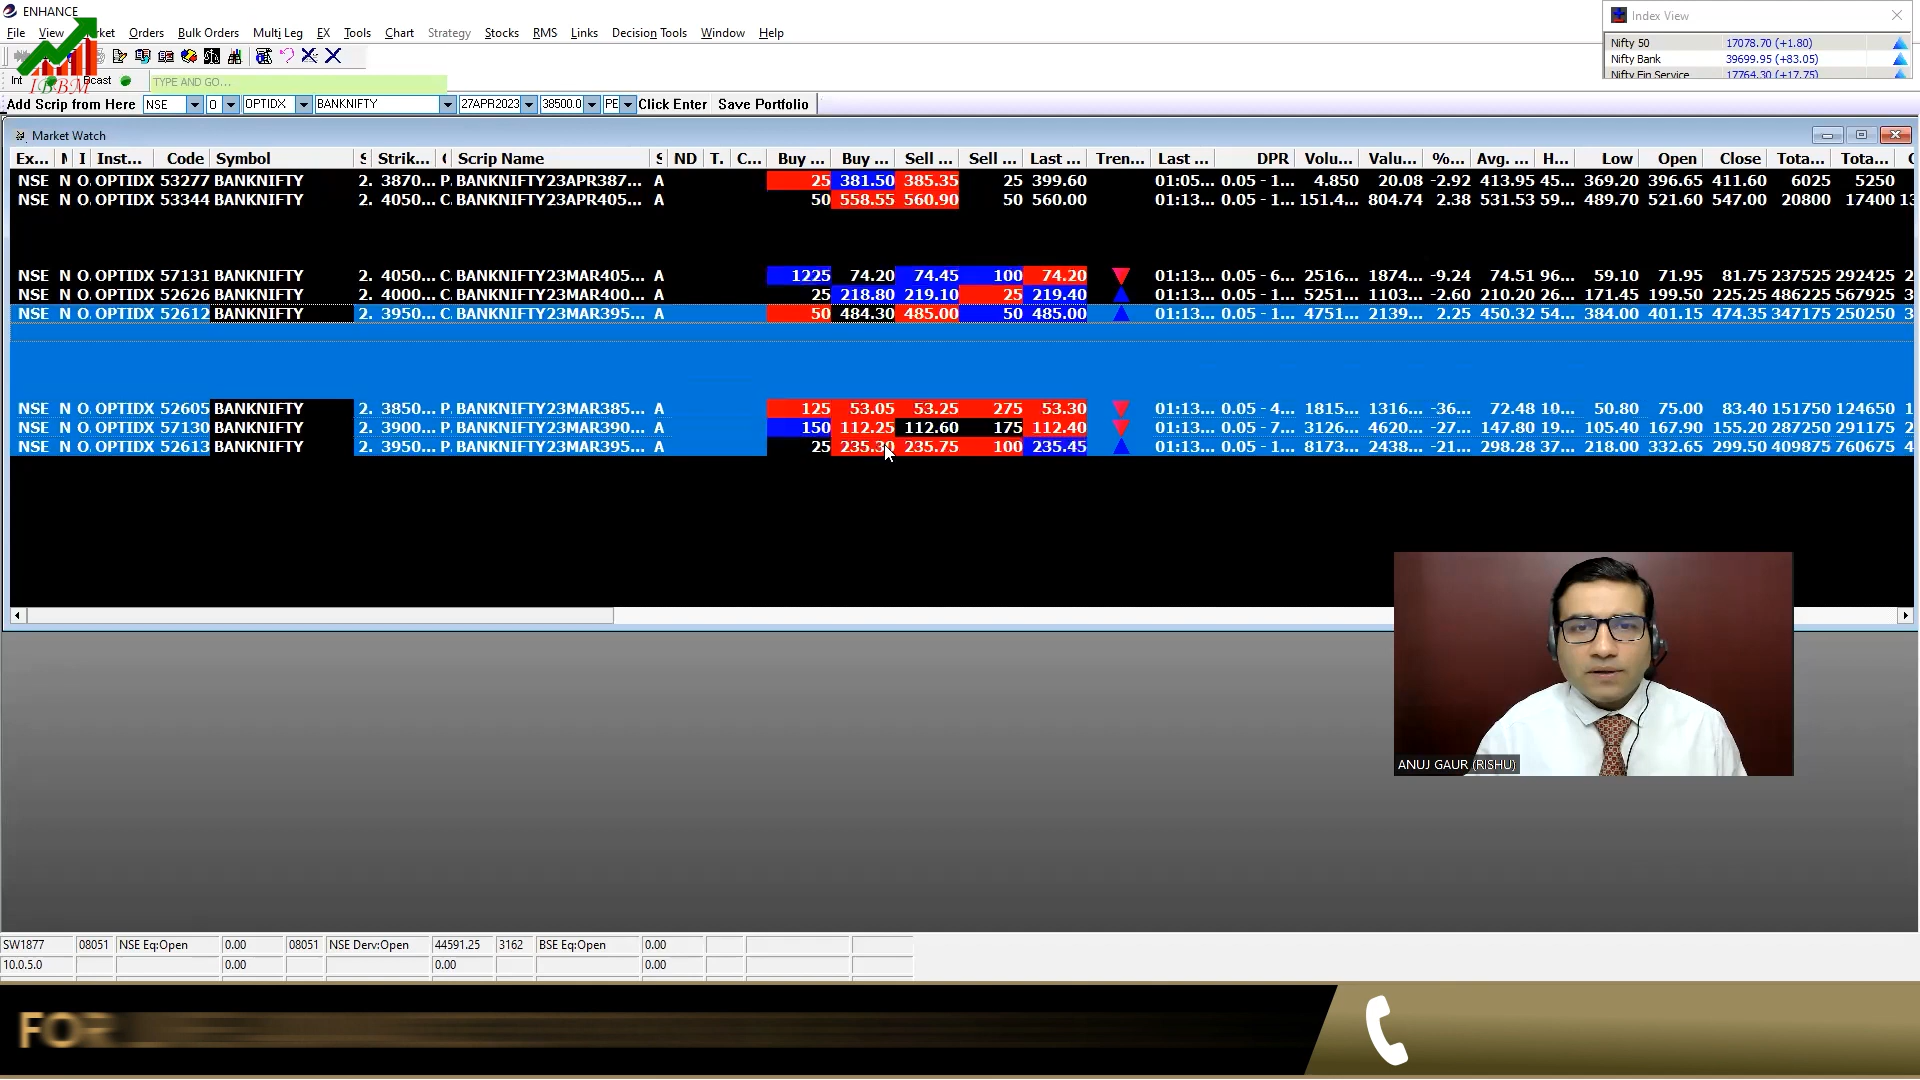 ENHANCE
File View Market Orders Bulk Orders Multi Leg EX Tools Chart Strategy Stocks RMS Links Decision Tools Window Help
Int Bcast TYPE AND GO...
IBBM
Add Scrip from Here NSE O OPTIDX BANKNIFTY 27APR2023 38500.0 PE Click Enter Save Portfolio
Index View
Nifty 50 17078.70 (+1.80)
Nifty Bank 39699.95 (+83.05)
Nifty Fin Service 17764.30 (+17.75)
Market Watch
Ex... I Inst... Code Symbol Strik... Scrip Name ND T. C... Buy ... Buy ... Sell ... Sell ... Last ... Tren... Last ... DPR Volu... Valu... %... Avg. ... H... Low Open Close Tota... Tota...
NSE N O. OPTIDX 53277 BANKNIFTY 2. 3870... P. BANKNIFTY23APR387... A 25 381.50 385.35 25 399.60 01:05... 0.05 - 1... 4.850 20.08 -2.92 413.95 45... 369.20 396.65 411.60 6025 5250
NSE N O. OPTIDX 53344 BANKNIFTY 2. 4050... C. BANKNIFTY23APR405... A 50 558.55 560.90 50 560.00 01:13... 0.05 - 1... 151.4... 804.74 2.38 531.53 59... 489.70 521.60 547.00 20800 17400 13
NSE N O. OPTIDX 57131 BANKNIFTY 2. 4050... C. BANKNIFTY23MAR405... A 1225 74.20 74.45 100 74.20 01:13... 0.05 - 6... 2516... 1874... -9.24 74.51 96... 59.10 71.95 81.75 237525 292425 2
NSE N O. OPTIDX 52626 BANKNIFTY 2. 4000... C. BANKNIFTY23MAR400... A 25 218.80 219.10 25 219.40 01:13... 0.05 - 1... 5251... 1103... -2.60 210.20 26... 171.45 199.50 225.25 486225 567925 3
NSE N O. OPTIDX 52612 BANKNIFTY 2. 3950... C. BANKNIFTY23MAR395... A 50 484.30 485.00 50 485.00 01:13... 0.05 - 1... 4751... 2139... 2.25 450.32 54... 384.00 401.15 474.35 347175 250250 3
NSE N O. OPTIDX 52605 BANKNIFTY 2. 3850... P. BANKNIFTY23MAR385... A 125 53.05 53.25 275 53.30 01:13... 0.05 - 4... 1815... 1316... -36... 72.48 10... 50.80 75.00 83.40 151750 124650 1
NSE N O. OPTIDX 57130 BANKNIFTY 2. 3900... P. BANKNIFTY23MAR390... A 150 112.25 112.60 175 112.40 01:13... 0.05 - 7... 3126... 4620... -27... 147.80 19... 105.40 167.90 155.20 287250 291175 2
NSE N O. OPTIDX 52613 BANKNIFTY 2. 3950... P. BANKNIFTY23MAR395... A 25 235.30 235.75 100 235.45 01:13... 0.05 - 1... 8173... 2438... -21... 298.28 37... 218.00 332.65 299.50 409875 760675 4
ANUJ GAUR (RISHU)
SW1877 08051 NSE Eq:Open 0.00 08051 NSE Derv:Open 44591.25 3162 BSE Eq:Open 0.00
10.0.5.0 0.00 0.00 0.00
FOR